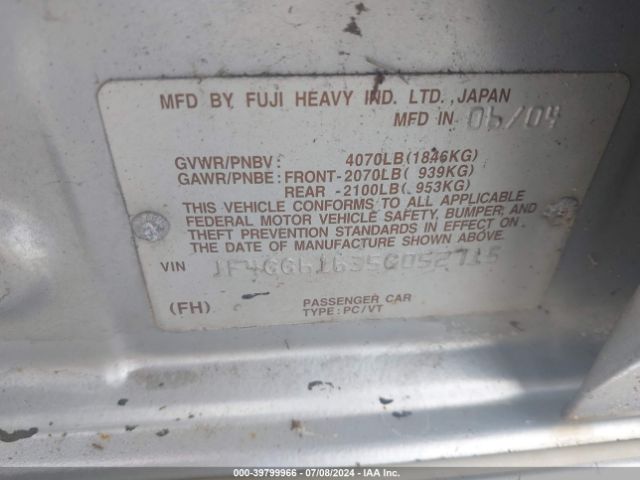 MFD BY FUJI HEAVY IND. LTD., JAPAN
MFD IN 06/04
GVWR/PNBV: 4070LB(1846KG)
GAWR/PNBE: FRONT-2070LB( 939KG)
REAR -2100LB( 953KG)
THIS VEHICLE CONFORMS TO ALL APPLICABLE
FEDERAL MOTOR VEHICLE SAFETY, BUMPER, AND
THEFT PREVENTION STANDARDS IN EFFECT ON
THE DATE OF MANUFACTURE SHOWN ABOVE.
VIN JF4GG61635G052715
(FH) PASSENGER CAR
TYPE: PC/VT
000-39799966 - 07/08/2024 - IAA Inc.